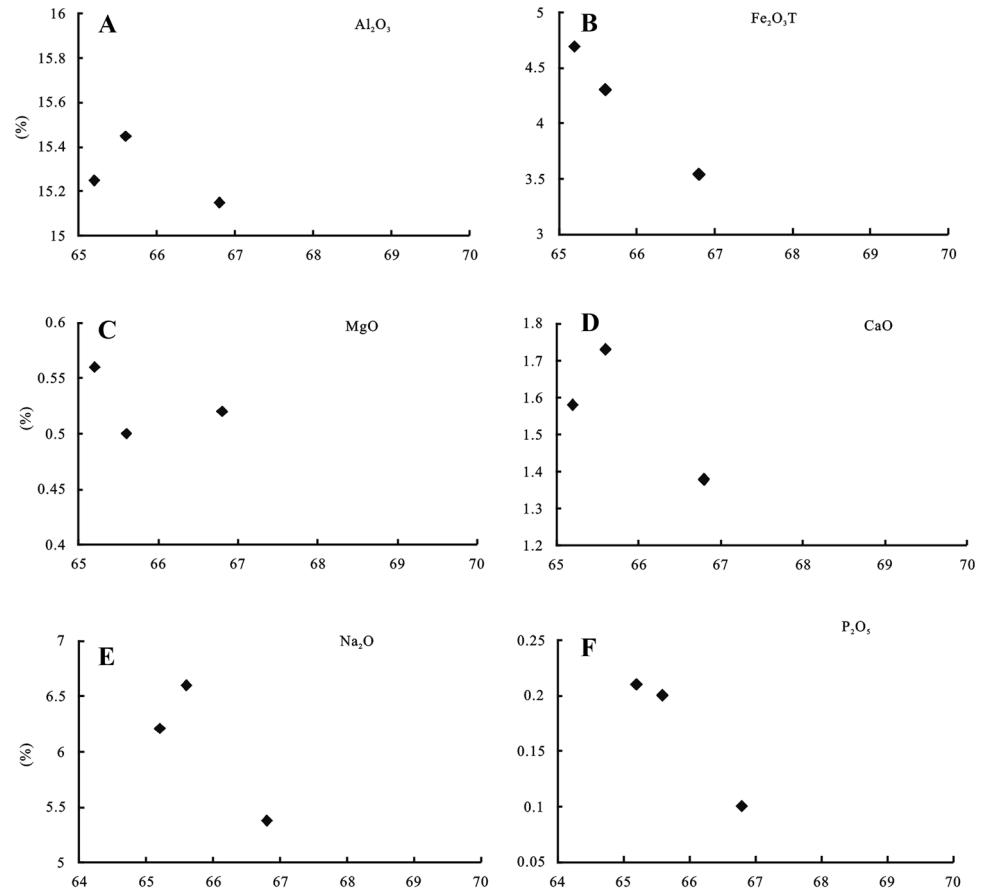 A
Al₂O₃
(%)
16
15.8
15.6
15.4
15.2
15
65 66 67 68 69 70
B
Fe₂O₃T
5
4.5
4
3.5
3
65 66 67 68 69 70
C
MgO
(%)
0.6
0.55
0.5
0.45
0.4
65 66 67 68 69 70
D
CaO
1.8
1.7
1.6
1.5
1.4
1.3
1.2
65 66 67 68 69 70
E
Na₂O
(%)
7
6.5
6
5.5
5
64 65 66 67 68 69 70
F
P₂O₅
0.25
0.2
0.15
0.1
0.05
64 65 66 67 68 69 70